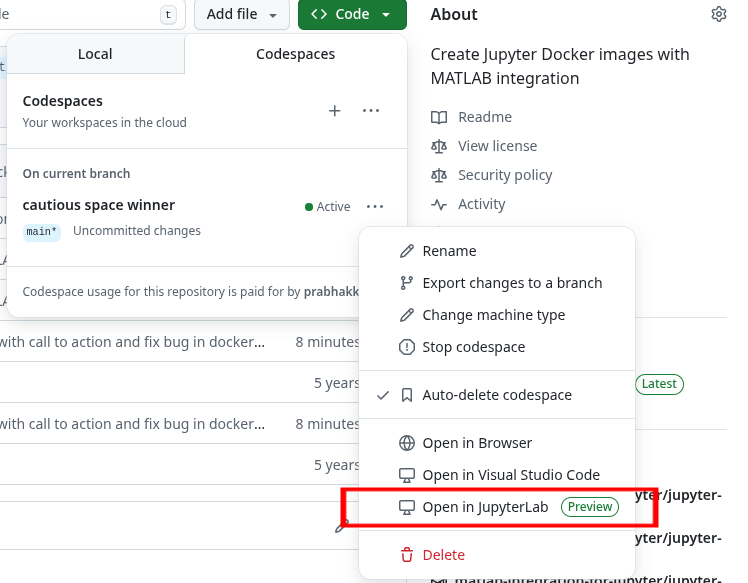 t
Add file
Code
About
Local
Codespaces
Create Jupyter Docker images with
MATLAB integration
Codespaces
Your workspaces in the cloud
Readme
View license
Security policy
Activity
On current branch
cautious space winner
Active
main*
Uncommitted changes
Codespace usage for this repository is paid for by prabhakk
Rename
Export changes to a branch
Change machine type
Stop codespace
Auto-delete codespace
Open in Browser
Open in Visual Studio Code
Open in JupyterLab
Preview
Delete
with call to action and fix bug in docker...
8 minutes
5 years
Latest
with call to action and fix bug in docker...
8 minutes
5 years
yter/jupyter-
yter/jupyter-
matlab-integration-for-jupyter/jupyter-